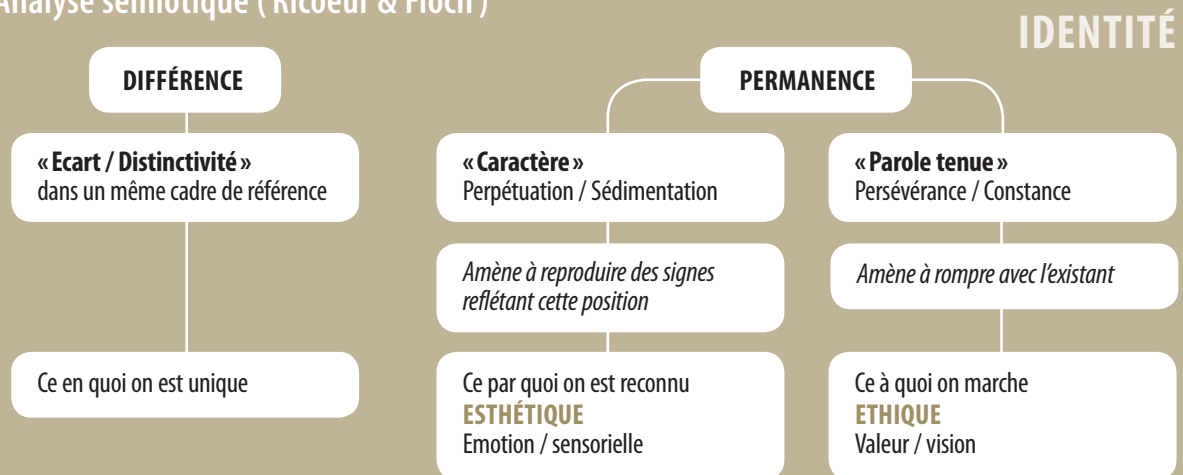 Analyse sémiotique ( Ricoeur & Floch )
IDENTITÉ
DIFFÉRENCE
« Ecart / Distinctivité »
dans un même cadre de référence
Ce en quoi on est unique
PERMANENCE
« Caractère »
Perpétuation / Sédimentation
Amène à reproduire des signes
reflétant cette position
Ce par quoi on est reconnu
ESTHÉTIQUE
Emotion / sensorielle
« Parole tenue »
Persévérance / Constance
Amène à rompre avec l'existant
Ce à quoi on marche
ETHIQUE
Valeur / vision